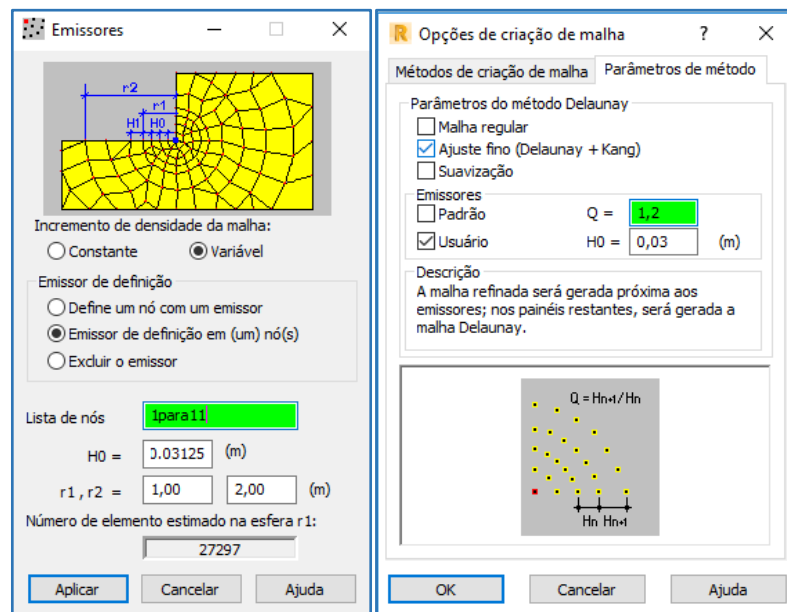 Emissores
r2
r1
H1 H0
Incremento de densidade da malha:
Constante
Variável
Emissor de definição
Define um nó com um emissor
Emissor de definição em (um) nó(s)
Excluir o emissor
Lista de nós 1para11
H0 = 0.03125 (m)
r1 , r2 = 1,00 2,00 (m)
Número de elemento estimado na esfera r1:
27297
Aplicar Cancelar Ajuda
R Opções de criação de malha ?
Métodos de criação de malha Parâmetros de método
Parâmetros do método Delaunay
Malha regular
Ajuste fino (Delaunay + Kang)
Suavização
Emissores
Padrão Q = 1,2
Usuário H0 = 0,03 (m)
Descrição
A malha refinada será gerada próxima aos
emissores; nos painéis restantes, será gerada a
malha Delaunay.
Q = Hn+1/Hn
Hn Hn+1
OK Cancelar Ajuda